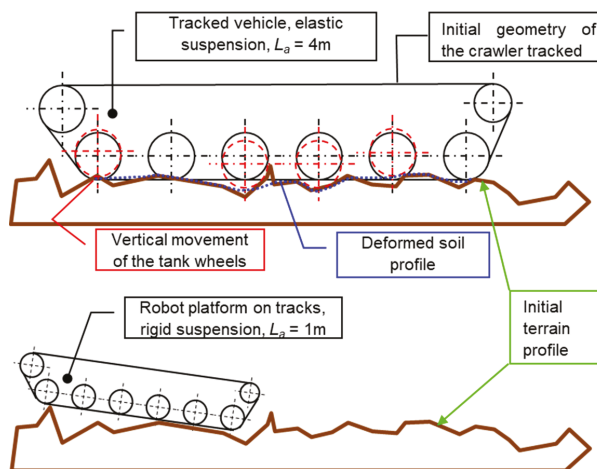 Tracked vehicle, elastic
suspension, Lₐ = 4m
Initial geometry of
the crawler tracked
Vertical movement
of the tank wheels
Deformed soil
profile
Robot platform on tracks,
rigid suspension, Lₐ = 1m
Initial
terrain
profile